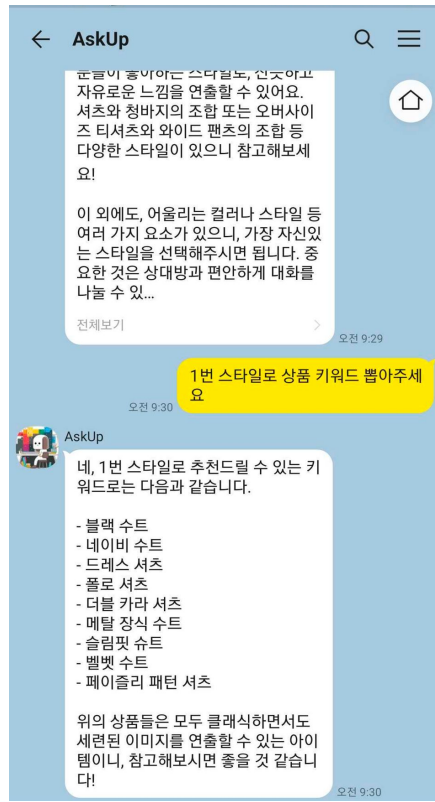 AskUp
운들이 좋아하는 스타일로, 산뜻하고
자유로운 느낌을 연출할 수 있어요.
셔츠와 청바지의 조합 또는 오버사이
즈 티셔츠와 와이드 팬츠의 조합 등
다양한 스타일이 있으니 참고해보세
요!
이 외에도, 어울리는 컬러나 스타일 등
여러 가지 요소가 있으니, 가장 자신있
는 스타일을 선택해주시면 됩니다. 중
요한 것은 상대방과 편안하게 대화를
나눌 수 있...
전체보기
오전 9:29
1번 스타일로 상품 키워드 뽑아주세
요
오전 9:30
AskUp
네, 1번 스타일로 추천드릴 수 있는 키
워드로는 다음과 같습니다.
- 블랙 수트
- 네이비 수트
- 드레스 셔츠
- 폴로 셔츠
- 더블 카라 셔츠
- 메탈 장식 수트
- 슬림핏 슈트
- 벨벳 수트
- 페이즐리 패턴 셔츠
위의 상품들은 모두 클래식하면서도
세련된 이미지를 연출할 수 있는 아이
템이니, 참고해보시면 좋을 것 같습니
다!
오전 9:30